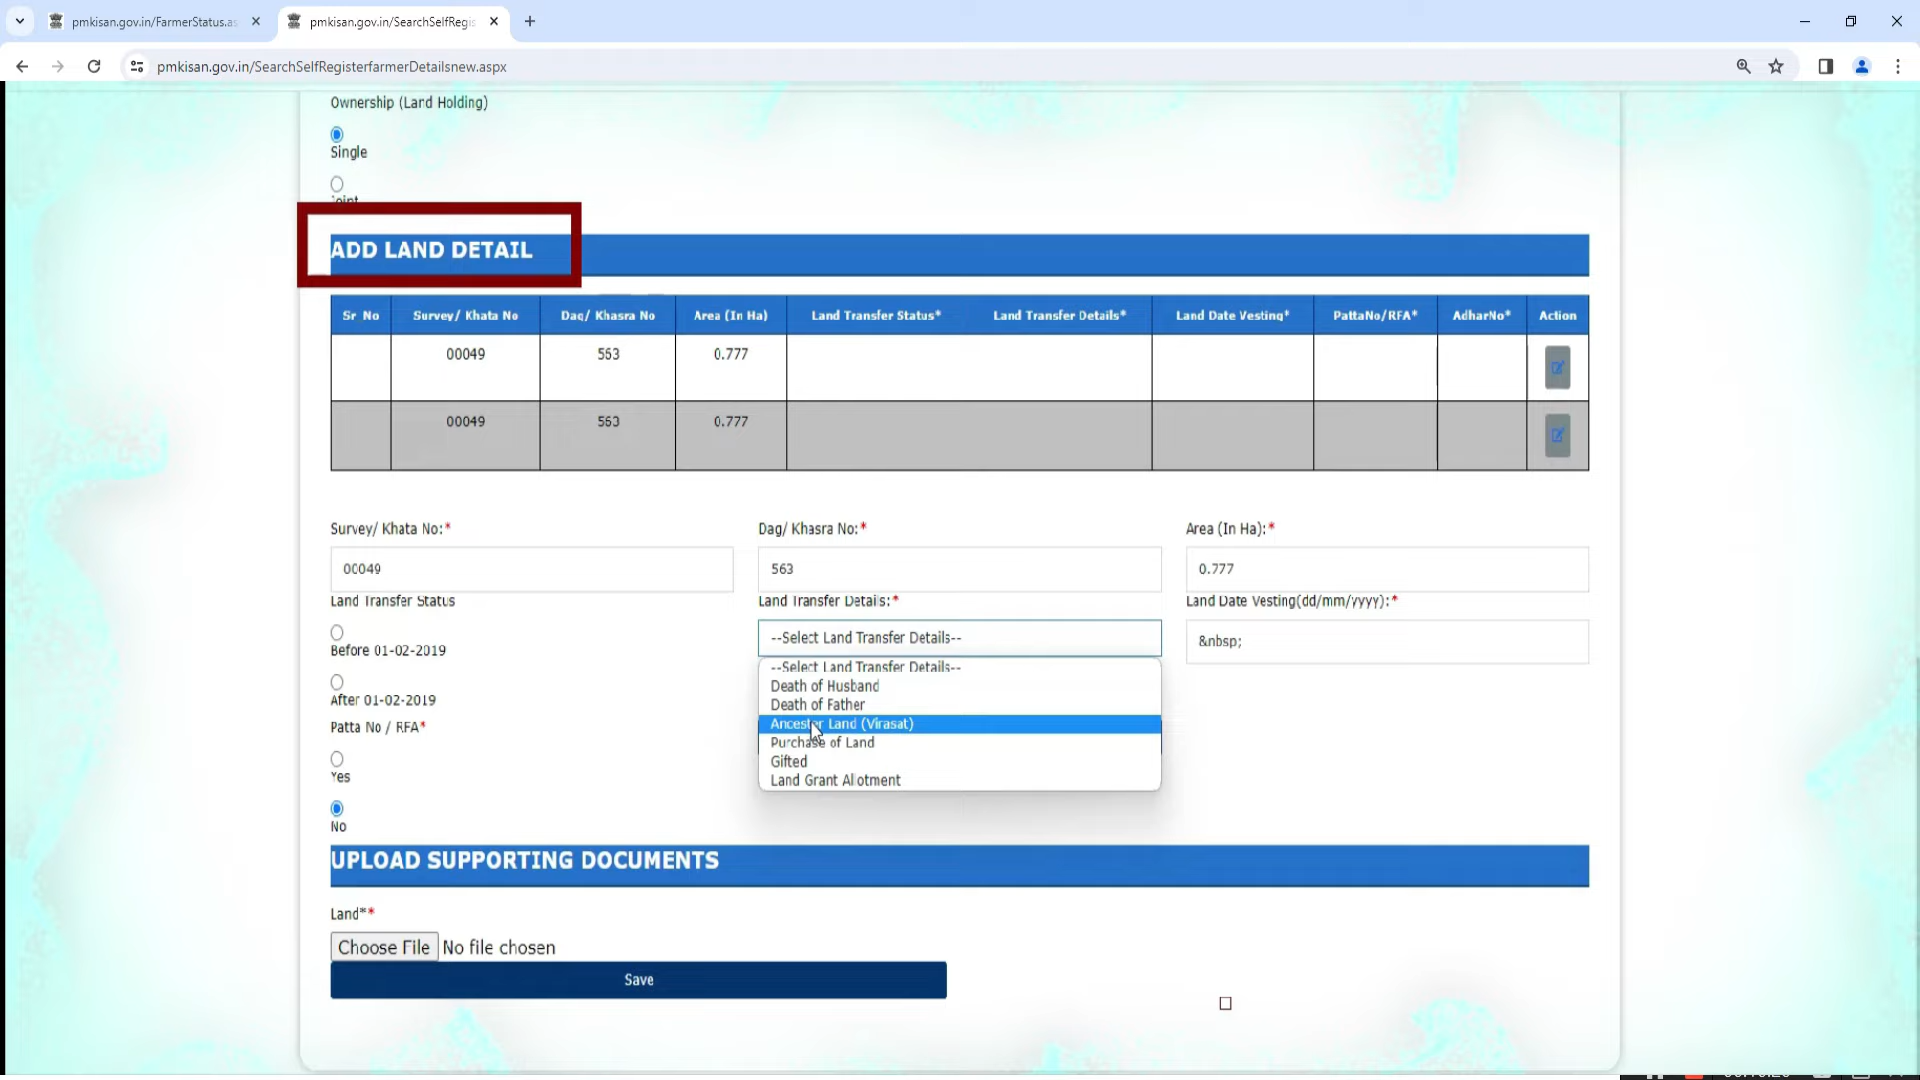 pmkisan.gov.in/FarmerStatus.as
pmkisan.gov.in/SearchSelfRegis
pmkisan.gov.in/SearchSelfRegisterfarmerDetailsnew.aspx
Ownership (Land Holding)
Single
Joint
ADD LAND DETAIL
Sr No Survey/ Khata No Dag/ Khasra No Area (In Ha) Land Transfer Status* Land Transfer Details* Land Date Vesting* PattaNo/RFA* AdharNo* Action
00049 563 0.777
00049 563 0.777
Survey/ Khata No:* Dag/ Khasra No:* Area (In Ha):*
00049 563 0.777
Land Transfer Status Land Transfer Details:* Land Date Vesting(dd/mm/yyyy):*
--Select Land Transfer Details-- &nbsp;
Before 01-02-2019
After 01-02-2019
--Select Land Transfer Details--
Death of Husband
Death of Father
Ancester Land (Virasat)
Purchase of Land
Gifted
Land Grant Allotment
Patta No / RFA*
Yes
No
UPLOAD SUPPORTING DOCUMENTS
Land**
Choose File No file chosen
Save